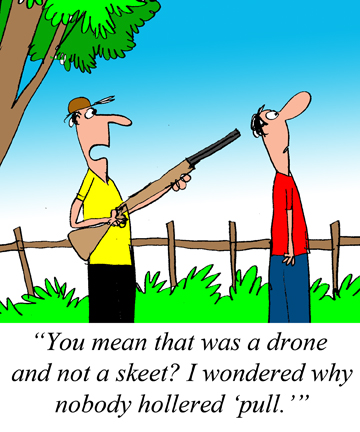 “You mean that was a drone
and not a skeet? I wondered why
nobody hollered ‘pull.’”